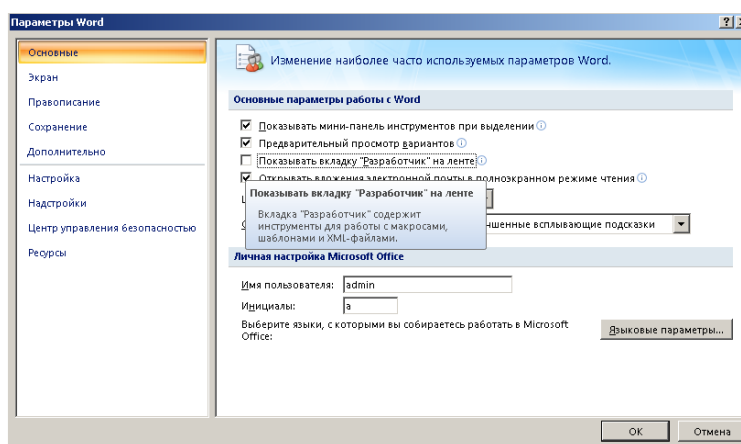 Параметры Word
Основные
Экран
Правописание
Сохранение
Дополнительно
Настройка
Надстройки
Центр управления безопасностью
Ресурсы
Изменение наиболее часто используемых параметров Word.
Основные параметры работы с Word
Показывать мини-панель инструментов при выделении
Предварительный просмотр вариантов
Показывать вкладку "Разработчик" на ленте
Открывать вложения электронной почты в полноэкранном режиме чтения
Показывать вкладку "Разработчик" на ленте
Вкладка "Разработчик" содержит
инструменты для работы с макросами,
шаблонами и XML-файлами.
всплывающие подсказки
Личная настройка Microsoft Office
Имя пользователя: admin
Инициалы: a
Выберите языки, с которыми вы собираетесь работать в Microsoft
Office:
Языковые параметры...
ОК Отмена